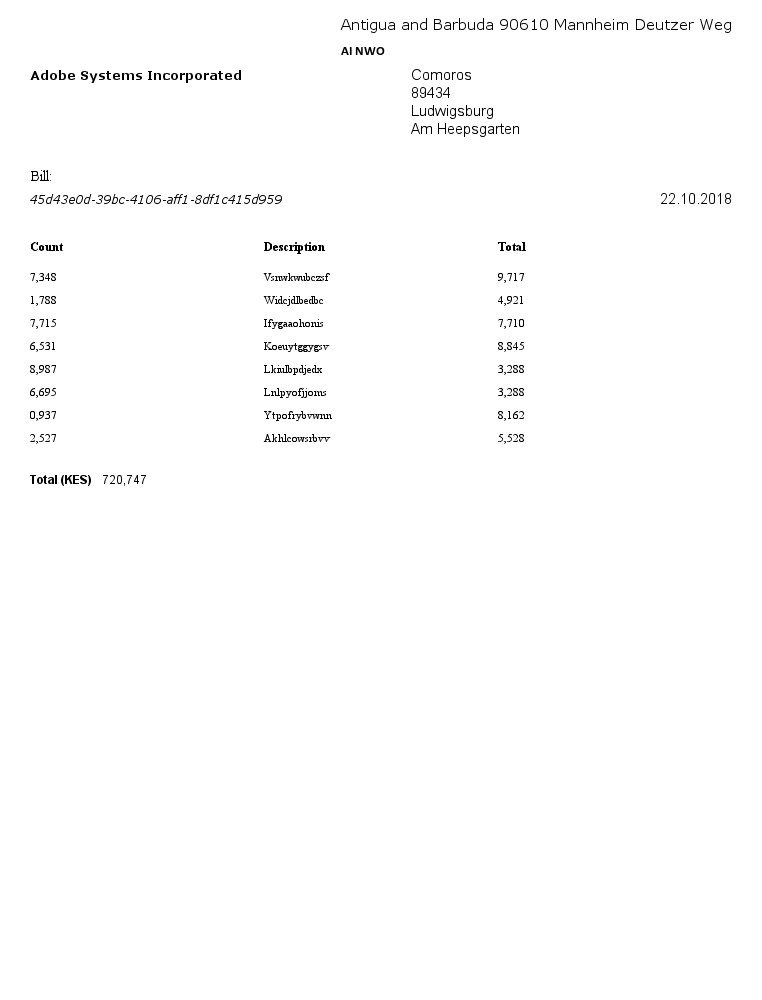 Antigua and Barbuda 90610 Mannheim Deutzer Weg
AI NWO
Adobe Systems Incorporated
Comoros
89434
Ludwigsburg
Am Heepsgarten
Bill:
45d43e0d-39bc-4106-aff1-8df1c415d959 22.10.2018
Count Description Total
7,348 Vsnwkwubczsf 9,717
1,788 Widcjdlbedbc 4,921
7,715 Ifygaaohonis 7,710
6,531 Koeuytggygsv 8,845
8,987 Lkiulbpdjedx 3,288
6,695 Lnlpyofjjoms 3,288
0,937 Ytpofrybvwnn 8,162
2,527 Akhlcowsrbvv 5,528
Total (KES) 720,747